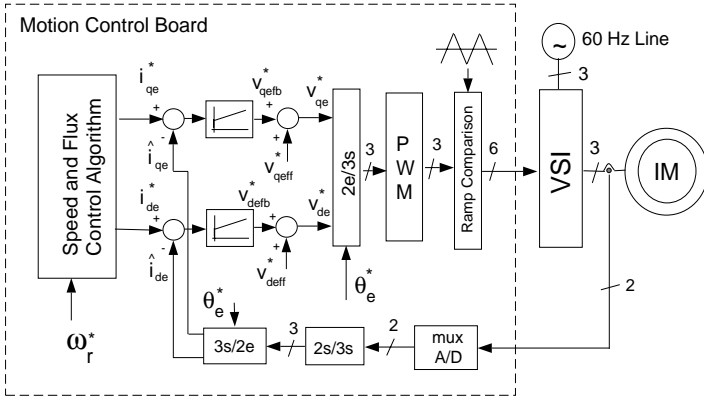 Motion Control Board
60 Hz Line
~
3
i*qe
v*qefb
v*qe
+
-
+
+
î qe
v*qeff
Speed and Flux
Control Algorithm
i*de
v*defb
v*de
+
-
+
+
î de
v*deff
2e/3s
3
P
W
M
3
Ramp Comparison
6
VSI
3
IM
θ*e
θ*e
ω*r
3s/2e
3
2s/3s
2
mux
A/D
2